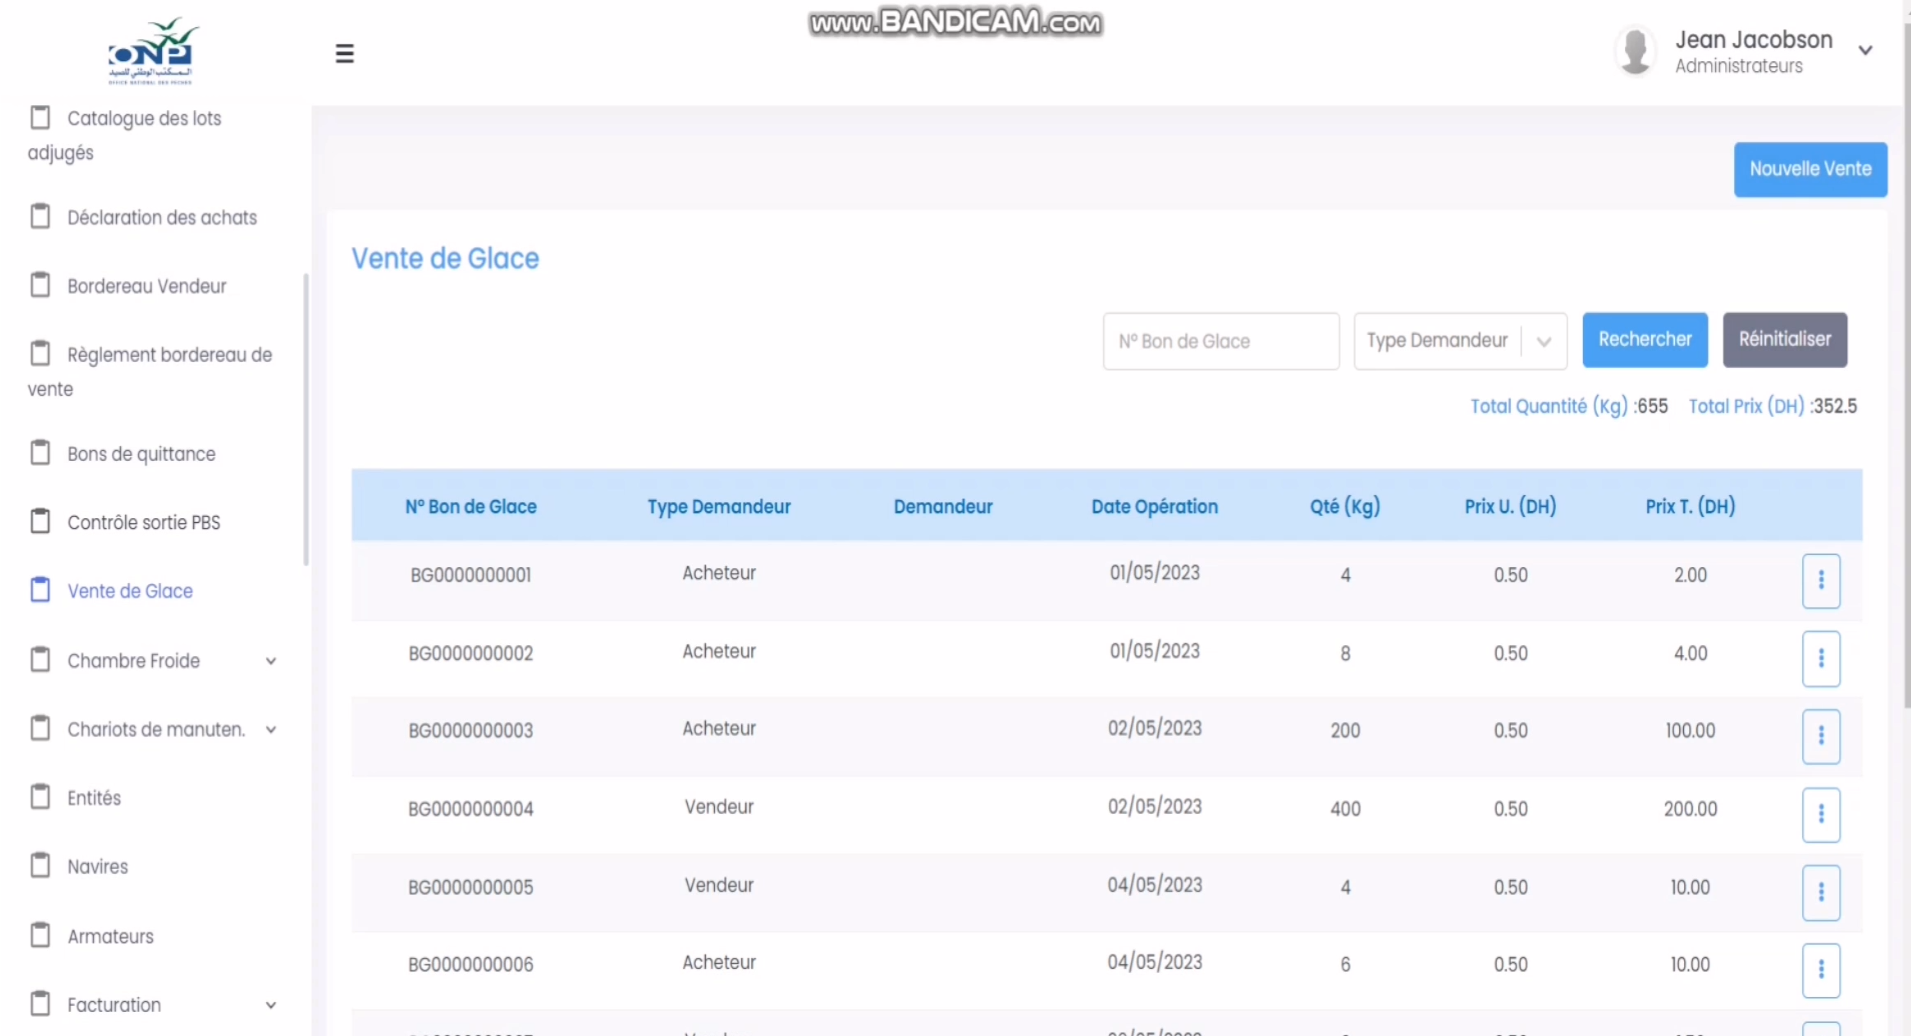 www.BANDICAM.com
ONP
المكتب الوطني للصيد
OFFICE NATIONAL DES PECHES
Jean Jacobson
Administrateurs
Catalogue des lots
adjugés
Déclaration des achats
Bordereau Vendeur
Règlement bordereau de
vente
Bons de quittance
Contrôle sortie PBS
Vente de Glace
Chambre Froide
Chariots de manuten.
Entités
Navires
Armateurs
Facturation
Nouvelle Vente
Vente de Glace
N° Bon de Glace Type Demandeur Rechercher Réinitialiser
Total Quantité (Kg) :655 Total Prix (DH) :352.5
N° Bon de Glace Type Demandeur Demandeur Date Opération Qté (Kg) Prix U. (DH) Prix T. (DH)
BG0000000001 Acheteur 01/05/2023 4 0.50 2.00
BG0000000002 Acheteur 01/05/2023 8 0.50 4.00
BG0000000003 Acheteur 02/05/2023 200 0.50 100.00
BG0000000004 Vendeur 02/05/2023 400 0.50 200.00
BG0000000005 Vendeur 04/05/2023 4 0.50 10.00
BG0000000006 Acheteur 04/05/2023 6 0.50 10.00